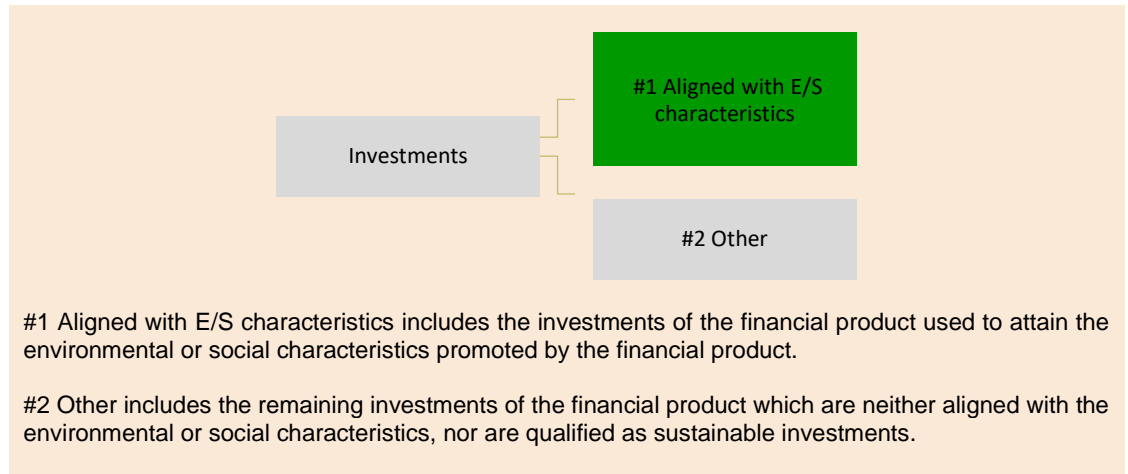 #1 Aligned with E/S
characteristics
Investments
#2 Other
#1 Aligned with E/S characteristics includes the investments of the financial product used to attain the
environmental or social characteristics promoted by the financial product.
#2 Other includes the remaining investments of the financial product which are neither aligned with the
environmental or social characteristics, nor are qualified as sustainable investments.